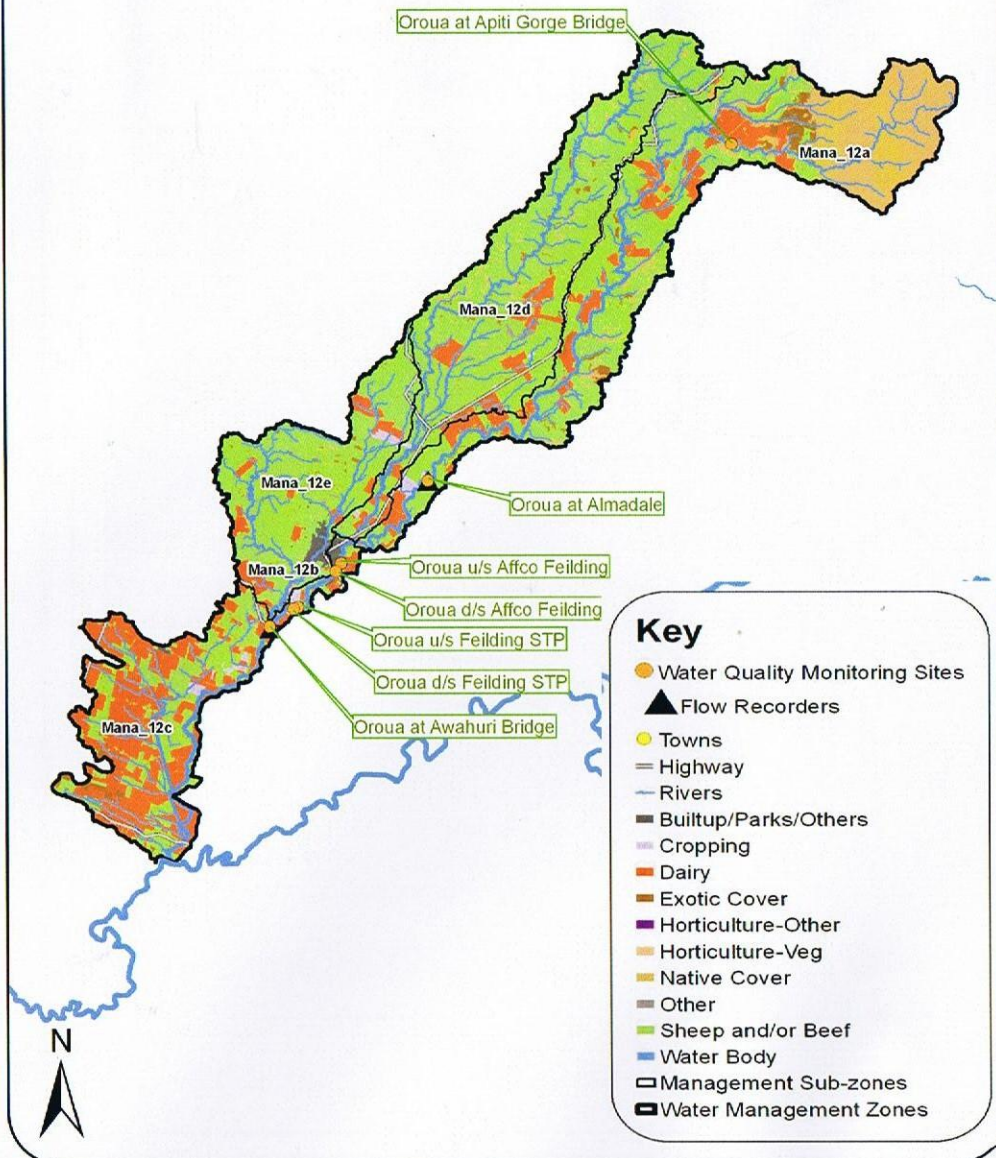 Oroua at Apiti Gorge Bridge
Mana_12a
Mana_12d
Oroua at Almadale
Mana_12e
Oroua u/s Affco Feilding
Mana_12b
Oroua d/s Affco Feilding
Oroua u/s Feilding STP
Oroua d/s Feilding STP
Oroua at Awahuri Bridge
Mana_12c
N
Key
Water Quality Monitoring Sites
Flow Recorders
Towns
Highway
Rivers
Builtup/Parks/Others
Cropping
Dairy
Exotic Cover
Horticulture-Other
Horticulture-Veg
Native Cover
Other
Sheep and/or Beef
Water Body
Management Sub-zones
Water Management Zones